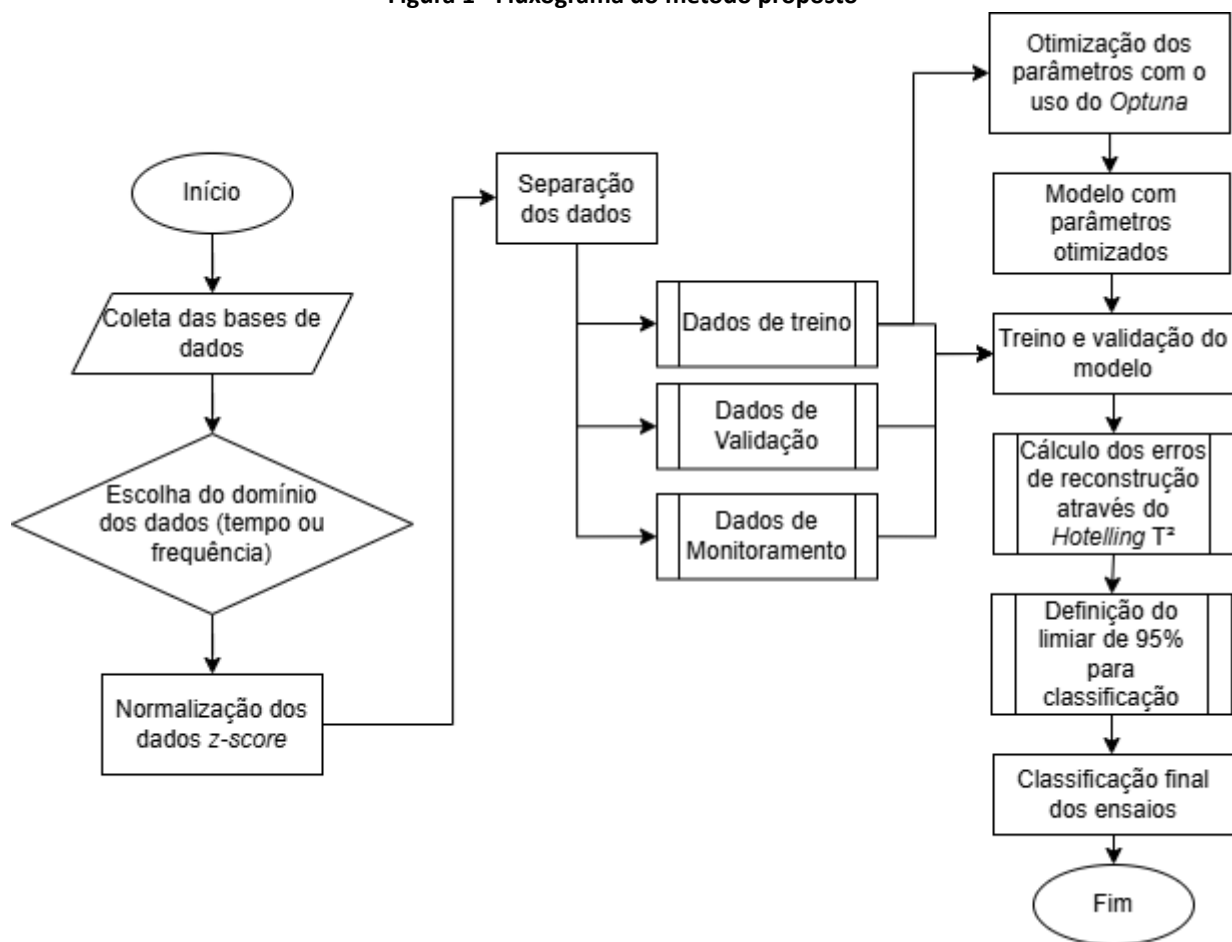 Figura 1 - Fluxograma do método proposto
Início
Coleta das bases de
dados
Escolha do domínio
dos dados (tempo ou
frequência)
Normalização dos
dados z-score
Separação
dos dados
Dados de treino
Dados de
Validação
Dados de
Monitoramento
Otimização dos
parâmetros com o
uso do Optuna
Modelo com
parâmetros
otimizados
Treino e validação do
modelo
Cálculo dos erros
de reconstrução
através do
Hotelling T²
Definição do
limiar de 95%
para
classificação
Classificação final
dos ensaios
Fim